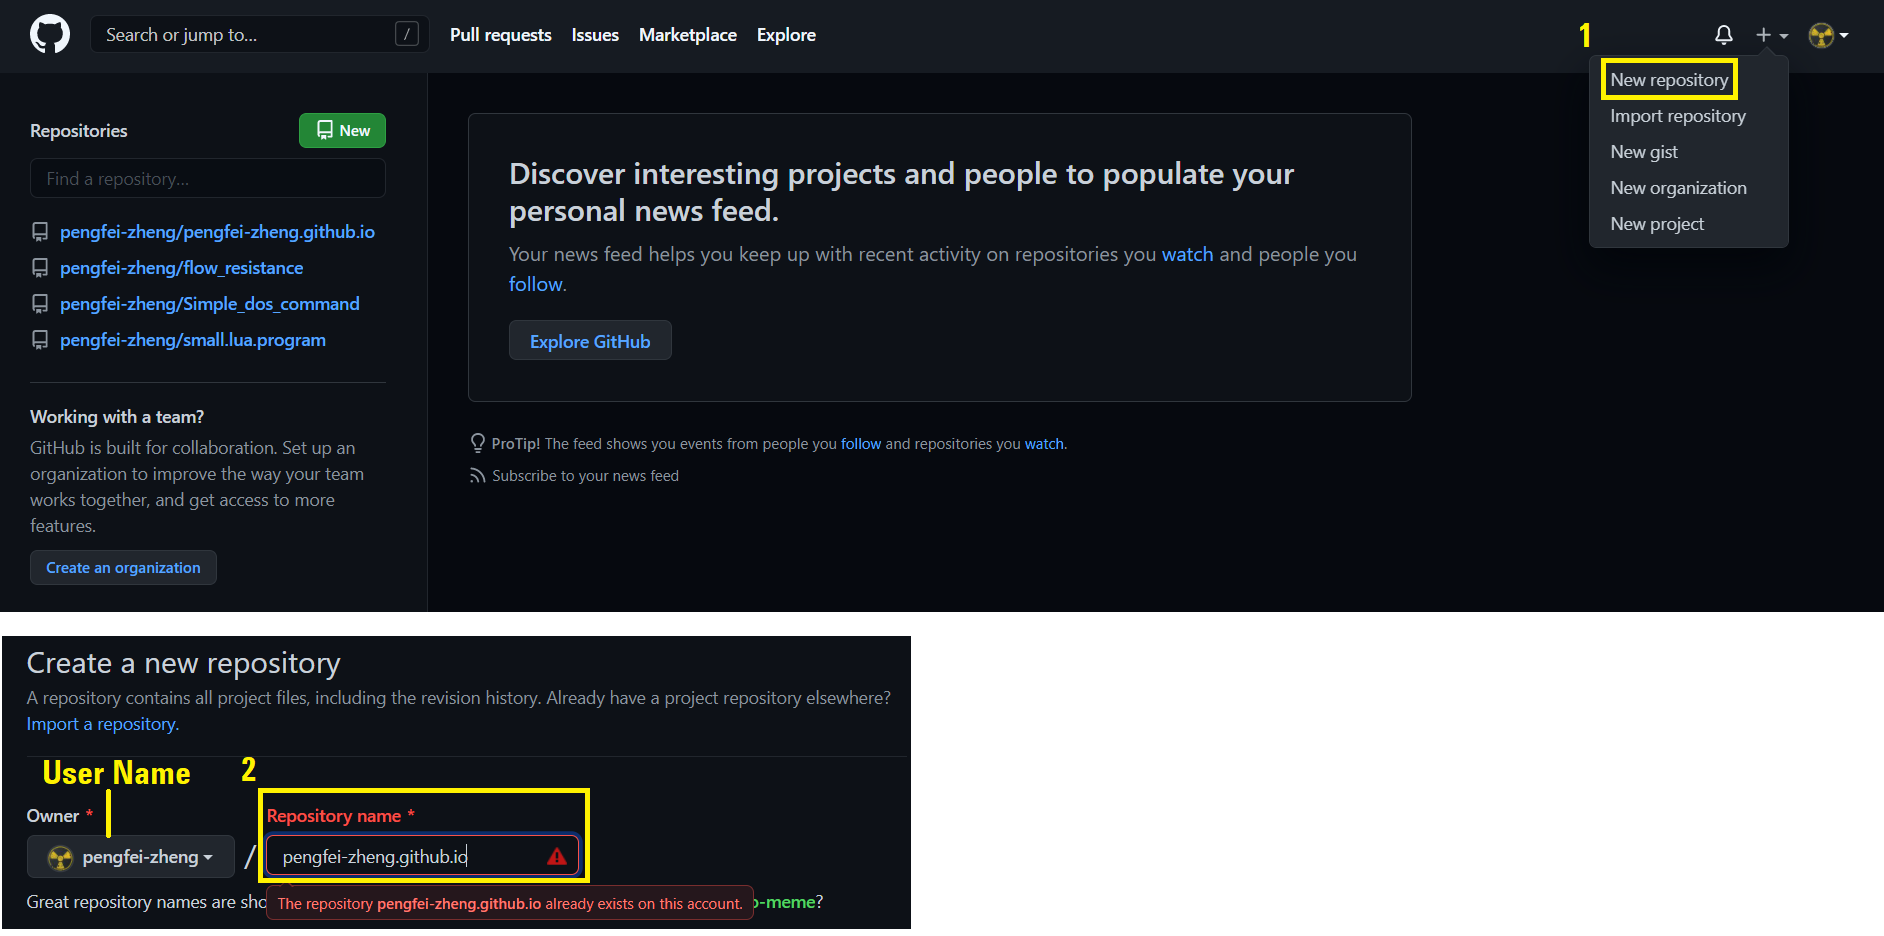 Search or jump to...
/
Pull requests
Issues
Marketplace
Explore
1
New repository
Import repository
New gist
New organization
New project
Repositories
New
Find a repository...
pengfei-zheng/pengfei-zheng.github.io
pengfei-zheng/flow_resistance
pengfei-zheng/Simple_dos_command
pengfei-zheng/small.lua.program
Working with a team?
GitHub is built for collaboration. Set up an
organization to improve the way your team
works together, and get access to more
features.
Create an organization
Discover interesting projects and people to populate your
personal news feed.
Your news feed helps you keep up with recent activity on repositories you watch and people you
follow.
Explore GitHub
ProTip! The feed shows you events from people you follow and repositories you watch.
Subscribe to your news feed
Create a new repository
A repository contains all project files, including the revision history. Already have a project repository elsewhere?
Import a repository.
User Name
2
Owner *
Repository name *
pengfei-zheng
/
pengfei-zheng.github.io
Great repository names are sho
The repository pengfei-zheng.github.io already exists on this account.
o-meme?